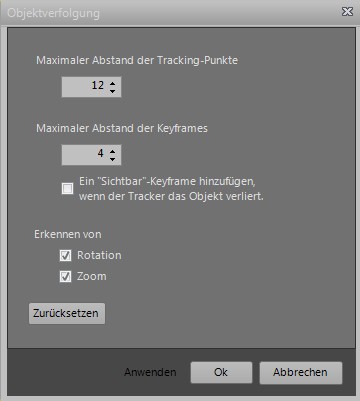 Objektverfolgung
Maximaler Abstand der Tracking-Punkte
12
Maximaler Abstand der Keyframes
4
Ein "Sichtbar"-Keyframe hinzufügen,
wenn der Tracker das Objekt verliert.
Erkennen von
Rotation
Zoom
Zurücksetzen
Anwenden Ok Abbrechen